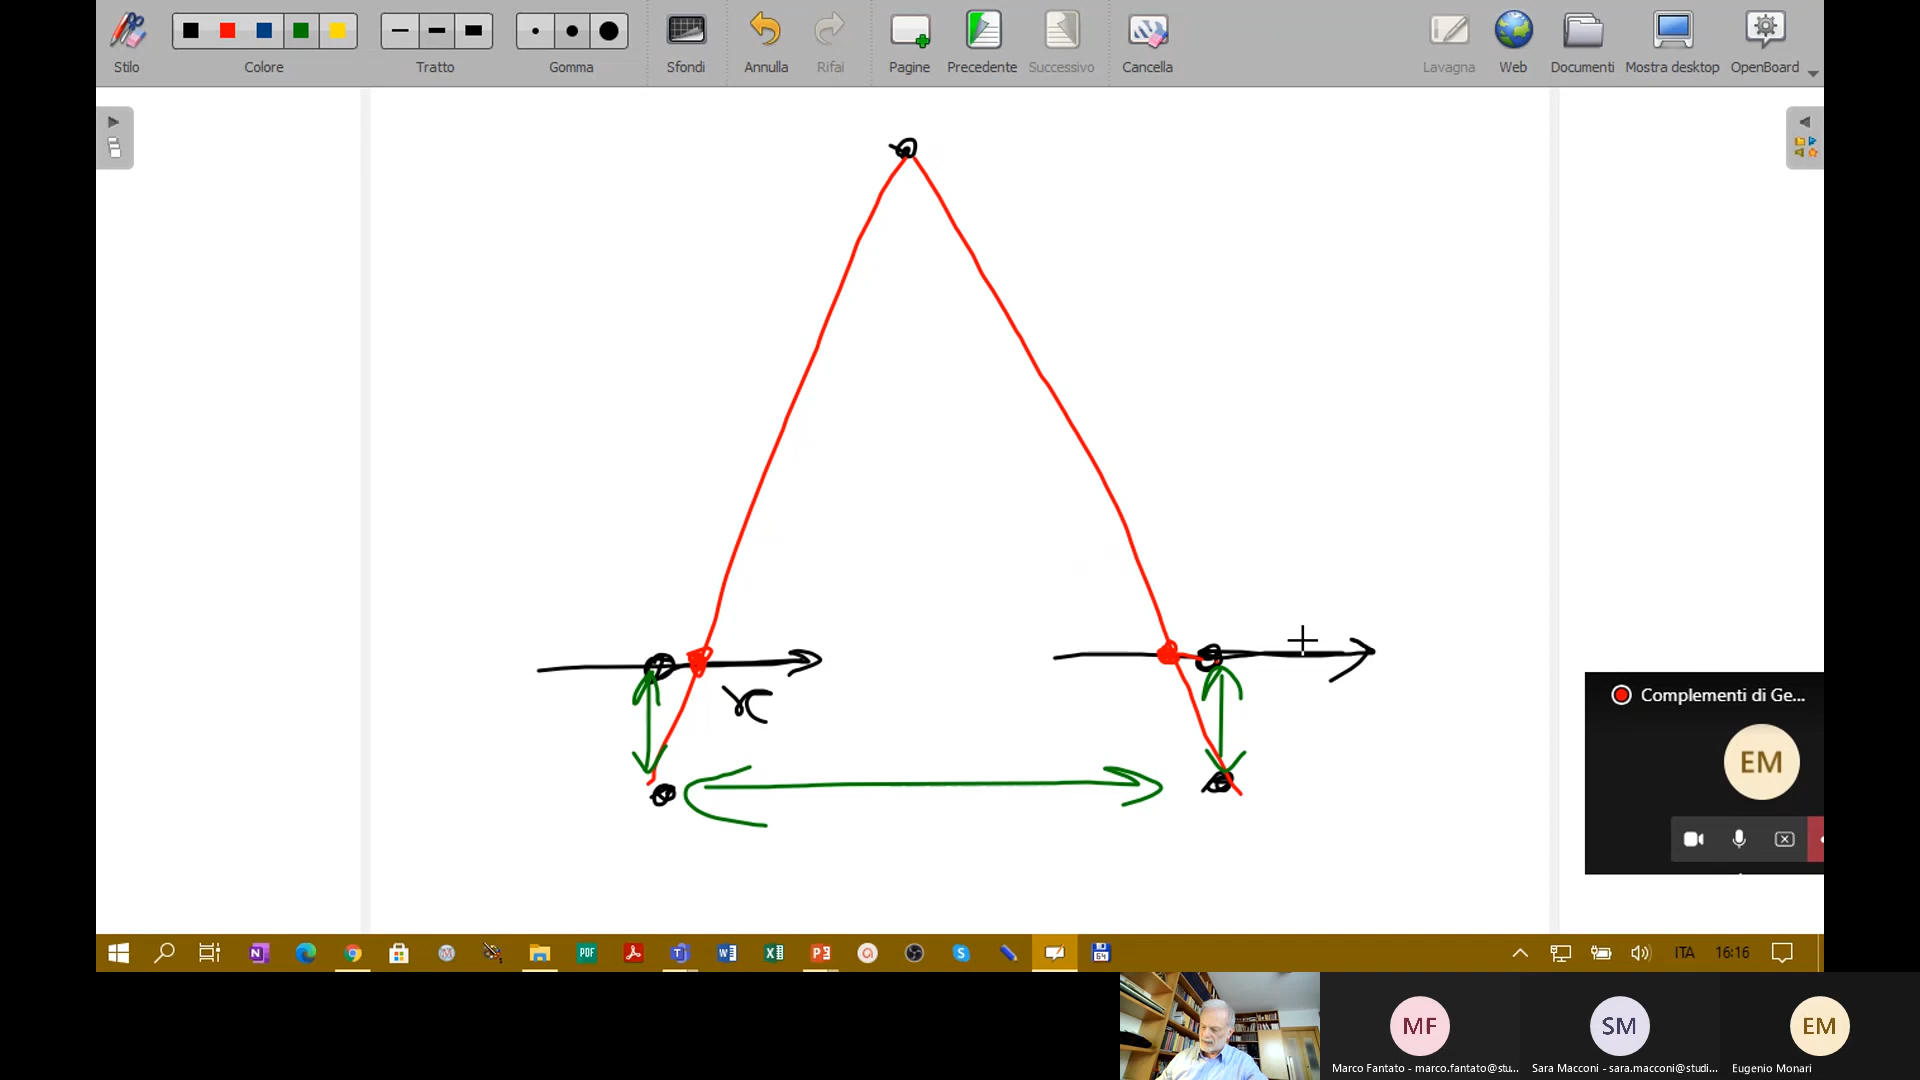 Stilo Colore Tratto Gomma Sfondi Annulla Rifai Pagine Precedente Successivo Cancella Lavagna Web Documenti Mostra desktop OpenBoard
x
Complementi di Ge...
EM
ITA 16:16
MF
SM
EM
Marco Fantato - marco.fantato@stu...
Sara Macconi - sara.macconi@studi...
Eugenio Monari